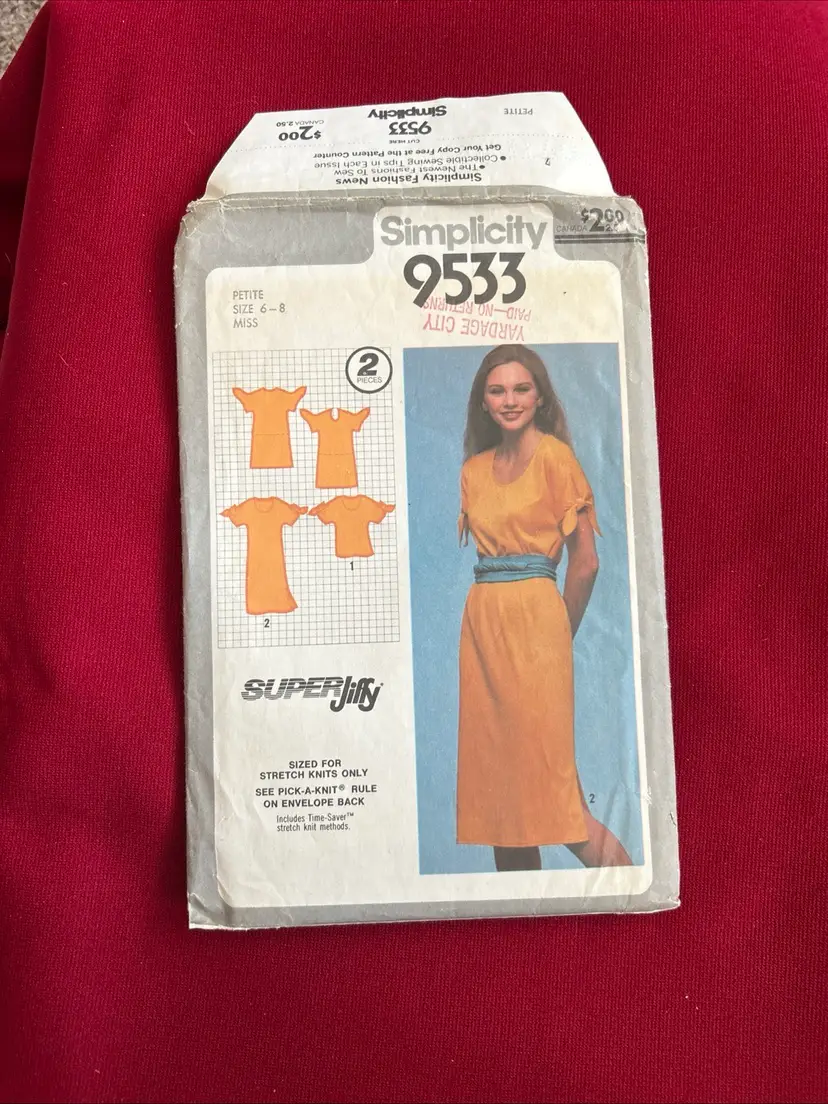 Simplicity Fashion News
• The Newest Fashions To Sew
• Collectible Sewing Tips in Each Issue
Get Your Copy Free at the Pattern Counter
CUT HERE
PETITE
9533
$2.00
CANADA 2.50
Simplicity
Simplicity
$2.00
CANADA
9533
YARDAGE CITY
PAID—NO RETURNS
PETITE
SIZE 6-8
MISS
2
PIECES
1
2
2
SUPER Jiffy®
SIZED FOR
STRETCH KNITS ONLY
SEE PICK-A-KNIT® RULE
ON ENVELOPE BACK
Includes Time-Saver™
stretch knit methods.